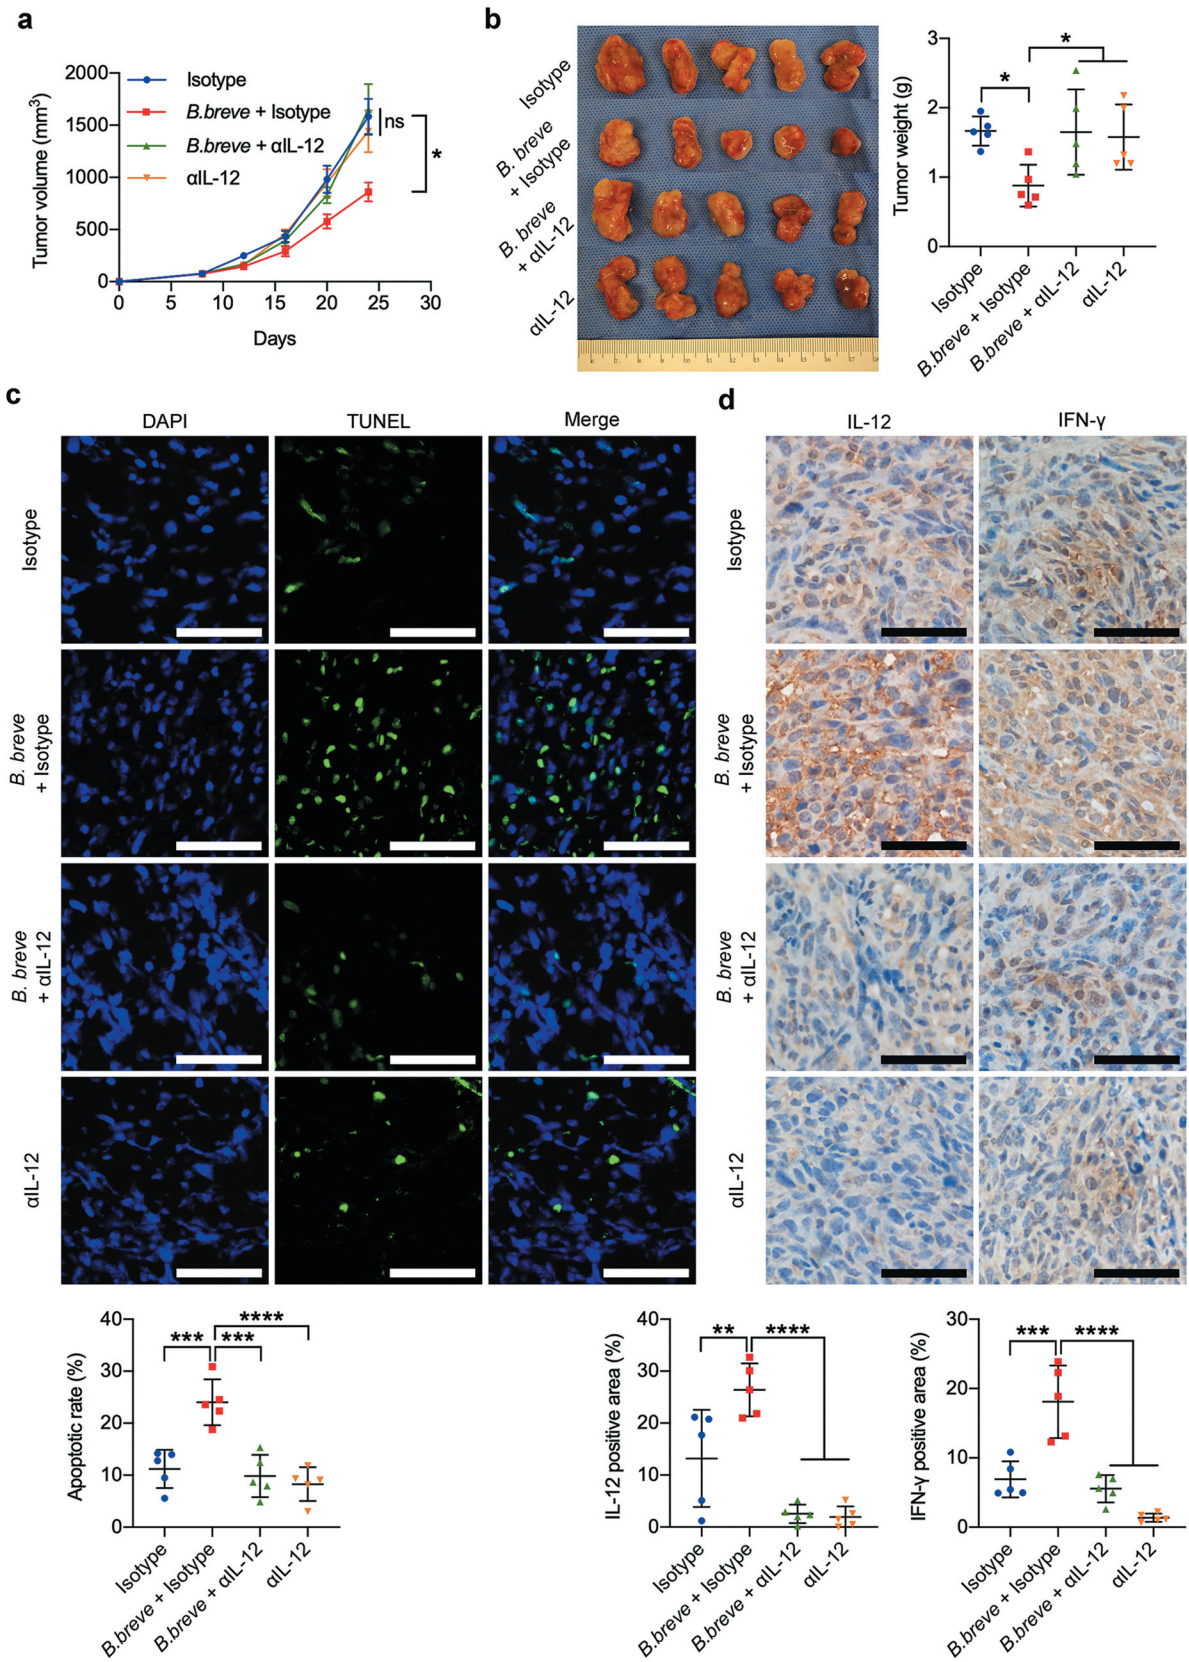 a
2000
1500
1000
500
0
Tumor volume (mm³)
Isotype
B.breve + Isotype
B.breve + αIL-12
αIL-12
ns
*
0 5 10 15 20 25 30
Days
b
Isotype
B. breve
+ Isotype
B. breve
+ αIL-12
αIL-12
3
2
1
0
Tumor weight (g)
*
*
Isotype
B.breve + Isotype
B.breve + αIL-12
αIL-12
c
DAPI TUNEL Merge
Isotype
B. breve
+ Isotype
B. breve
+ αIL-12
αIL-12
40
30
20
10
0
Apoptotic rate (%)
****
*** ***
Isotype
B.breve + Isotype
B.breve + αIL-12
αIL-12
d
IL-12 IFN-γ
Isotype
B. breve
+ Isotype
B. breve
+ αIL-12
αIL-12
40
30
20
10
0
IL-12 positive area (%)
** ****
Isotype
B.breve + Isotype
B.breve + αIL-12
αIL-12
30
20
10
0
IFN-γ positive area (%)
*** ****
Isotype
B.breve + Isotype
B.breve + αIL-12
αIL-12